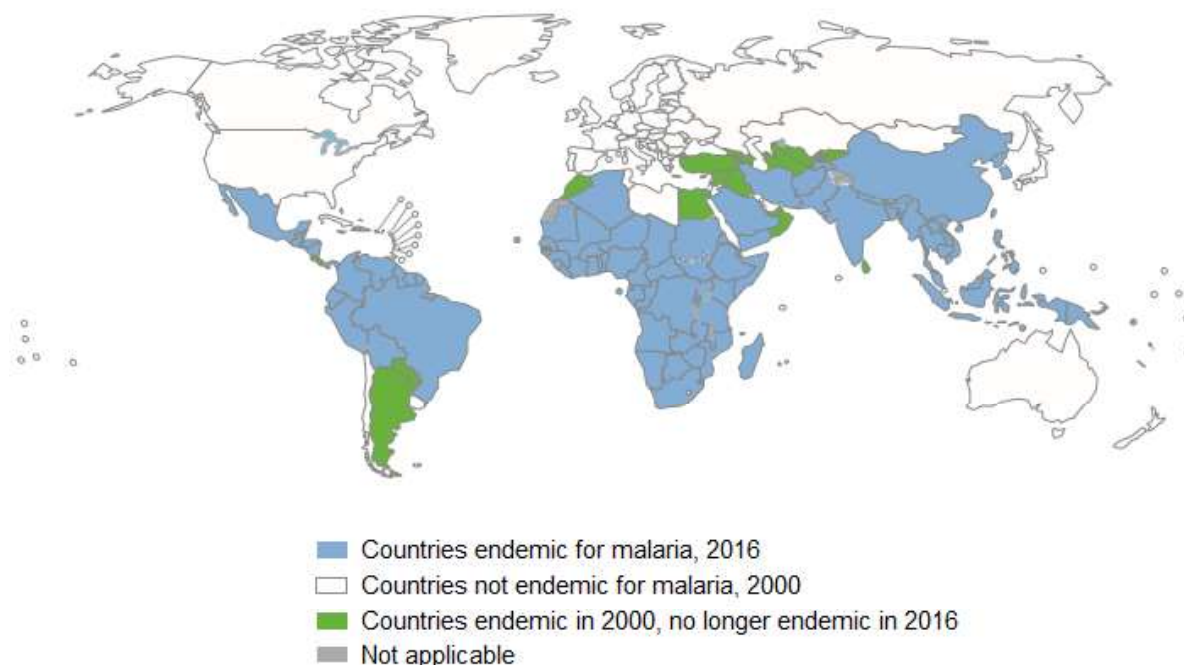 Countries endemic for malaria, 2016
Countries not endemic for malaria, 2000
Countries endemic in 2000, no longer endemic in 2016
Not applicable